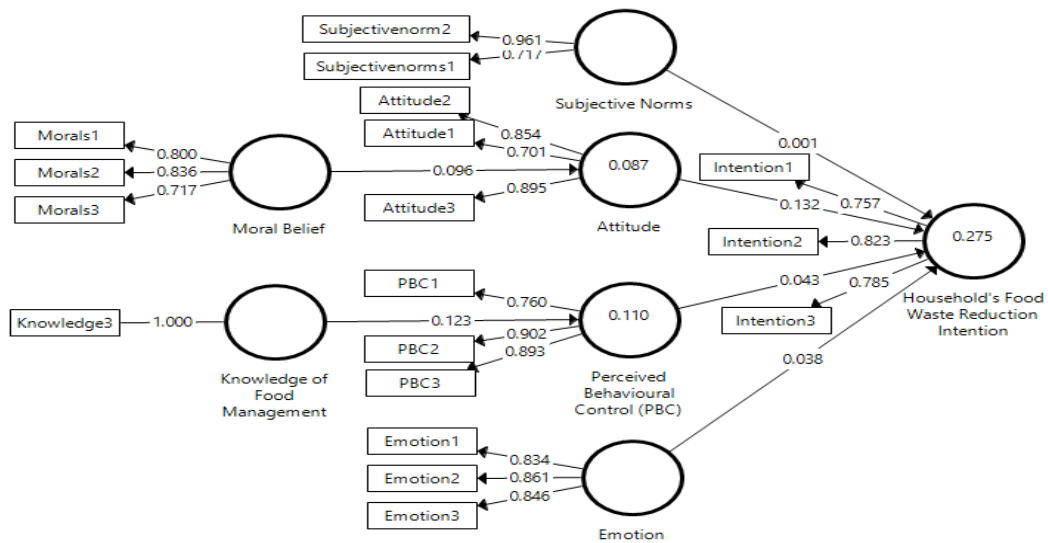 Subjectivenorm2
0.961
Subjectivenorms1
0.717
Subjective Norms
Attitude2
Attitude1
0.854
0.701
Attitude3
0.895
0.087
Attitude
Morals1
0.800
Morals2
0.836
Morals3
0.717
Moral Belief
0.096
0.001
Intention1
0.132
0.757
Intention2
0.823
0.275
0.043
0.785
Intention3
Household's Food
Waste Reduction
Intention
PBC1
0.760
Knowledge3
1.000
0.123
0.110
PBC2
0.902
0.893
PBC3
Knowledge of
Food
Management
Perceived
Behavioural
Control (PBC)
0.038
Emotion1
0.834
Emotion2
0.861
Emotion3
0.846
Emotion